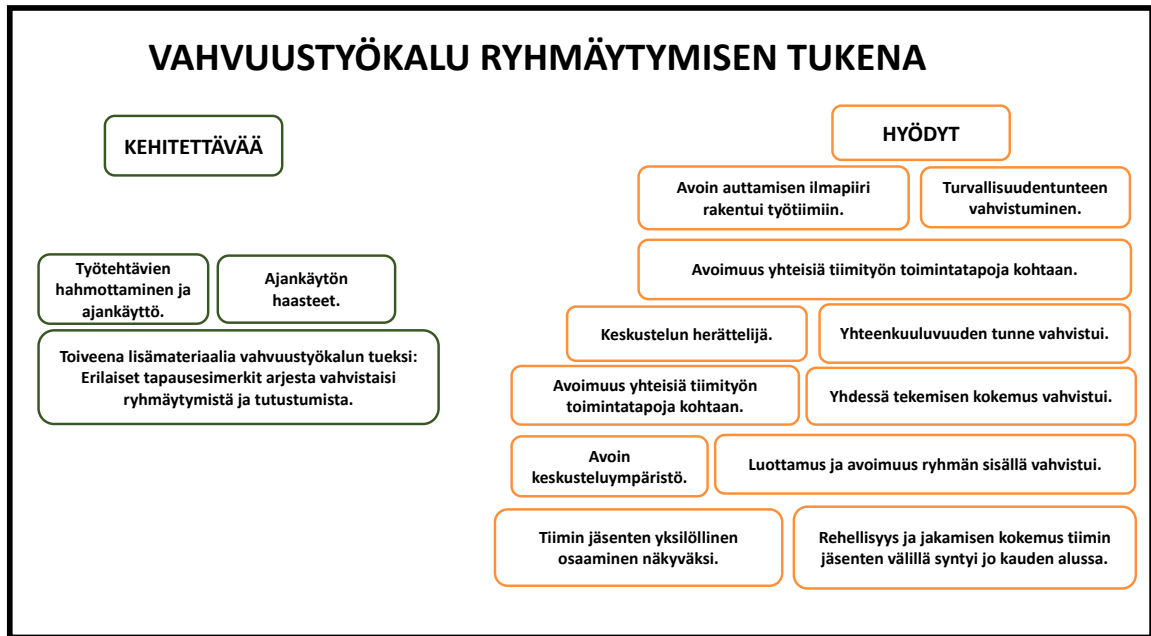 VAHVUUSTYÖKALU RYHMÄYTYMISEN TUKENA
KEHITETTÄVÄÄ
Työtehtävien
hahmottaminen ja
ajankäyttö.
Ajankäytön
haasteet.
Toiveena lisämateriaalia vahvuustyökalun tueksi:
Erilaiset tapausesimerkit arjesta vahvistaisi
ryhmäytymistä ja tutustumista.
HYÖDYT
Avoin auttamisen ilmapiiri
rakentui työtiimiin.
Turvallisuudentunteen
vahvistuminen.
Avoimuus yhteisiä tiimityön toimintatapoja kohtaan.
Keskustelun herättelijä.
Yhteenkuuluvuuden tunne vahvistui.
Avoimuus yhteisiä tiimityön
toimintatapoja kohtaan.
Yhdessä tekemisen kokemus vahvistui.
Avoin
keskusteluympäristö.
Luottamus ja avoimuus ryhmän sisällä vahvistui.
Tiimin jäsenten yksilöllinen
osaaminen näkyväksi.
Rehellisyys ja jakamisen kokemus tiimin
jäsenten välillä syntyi jo kauden alussa.